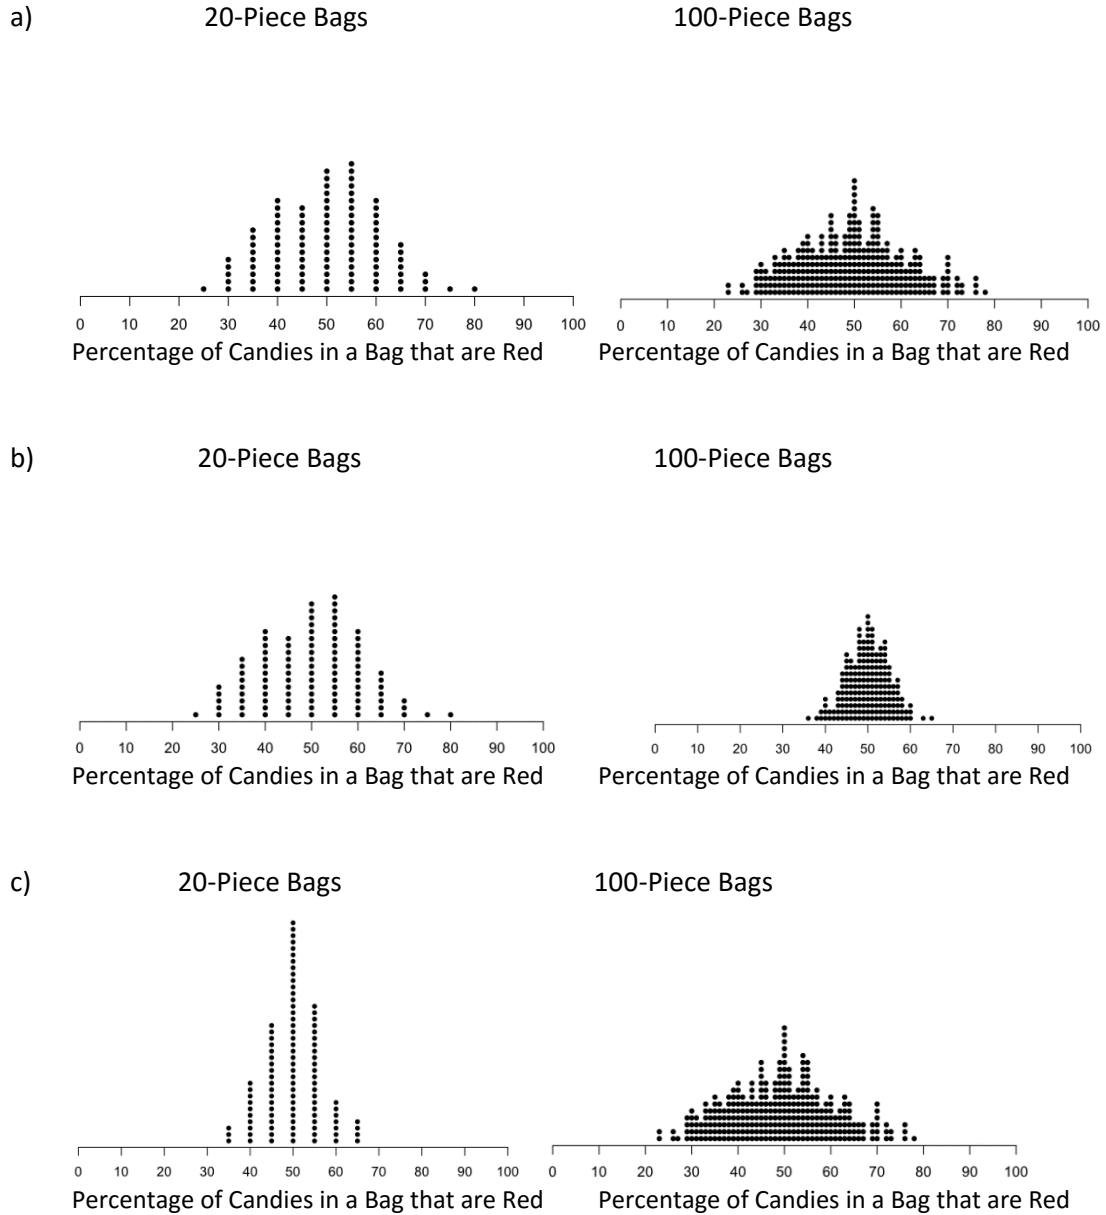 a) 20-Piece Bags 100-Piece Bags
0 10 20 30 40 50 60 70 80 90 100 0 10 20 30 40 50 60 70 80 90 100
Percentage of Candies in a Bag that are Red Percentage of Candies in a Bag that are Red
b) 20-Piece Bags 100-Piece Bags
0 10 20 30 40 50 60 70 80 90 100 0 10 20 30 40 50 60 70 80 90 100
Percentage of Candies in a Bag that are Red Percentage of Candies in a Bag that are Red
c) 20-Piece Bags 100-Piece Bags
0 10 20 30 40 50 60 70 80 90 100 0 10 20 30 40 50 60 70 80 90 100
Percentage of Candies in a Bag that are Red Percentage of Candies in a Bag that are Red